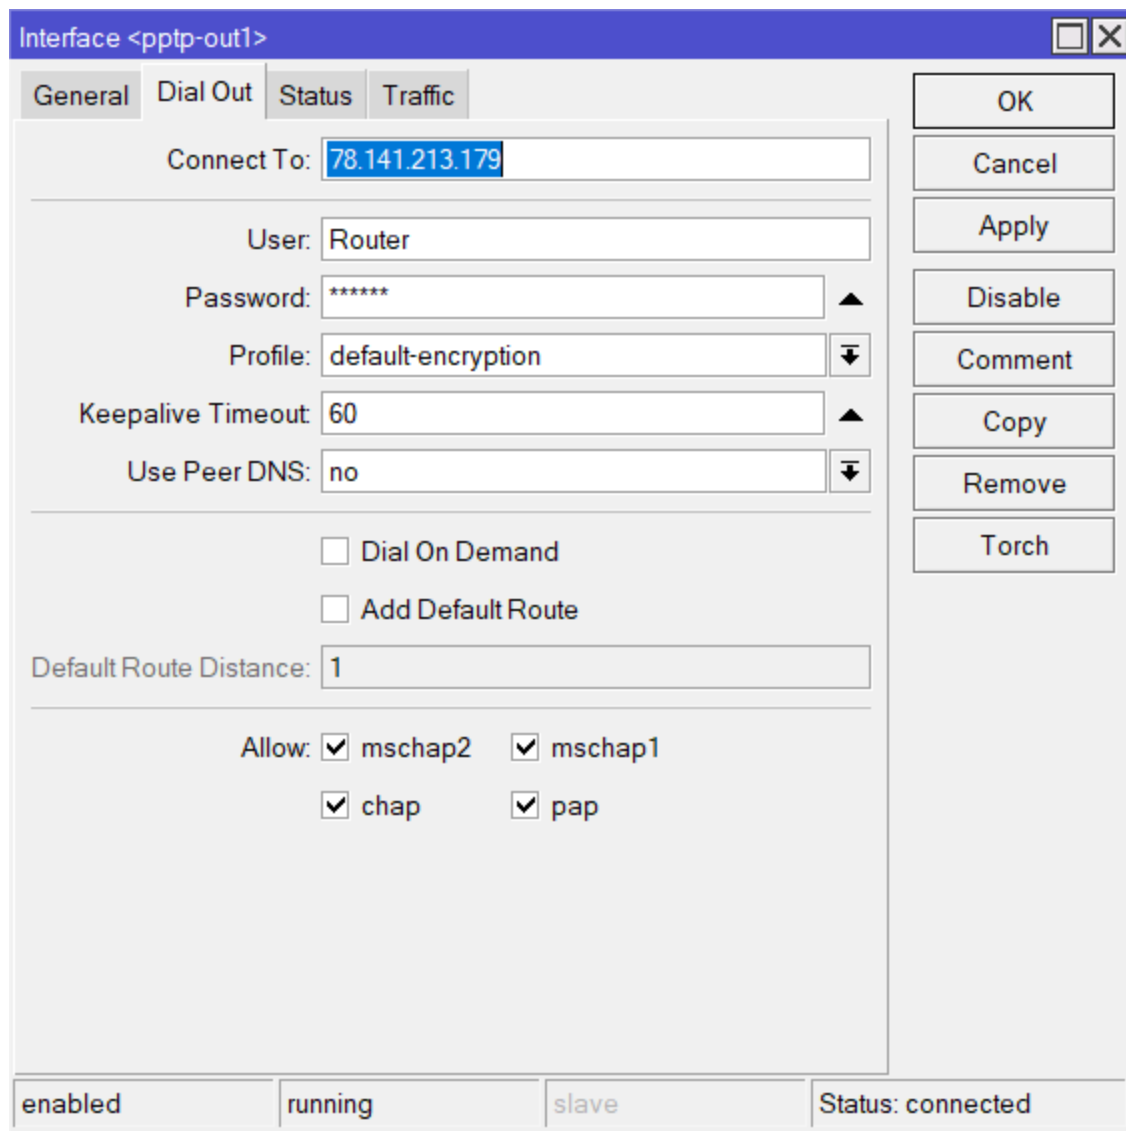 Interface <pptp-out1>
General Dial Out Status Traffic
OK
Connect To: 78.141.213.179
Cancel
User: Router
Apply
Password: ******
Disable
Profile: default-encryption
Comment
Keepalive Timeout: 60
Copy
Use Peer DNS: no
Remove
Dial On Demand
Torch
Add Default Route
Default Route Distance: 1
Allow: mschap2 mschap1
chap pap
enabled running slave Status: connected